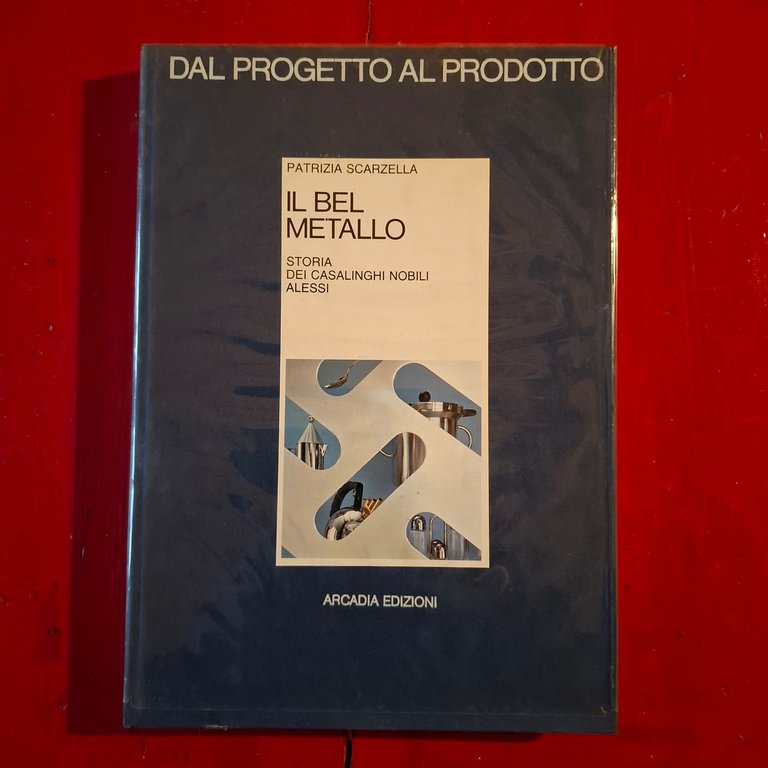 DAL PROGETTO AL PRODOTTO
PATRIZIA SCARZELLA
IL BEL
METALLO
STORIA
DEI CASALINGHI NOBILI
ALESSI
ARCADIA EDIZIONI